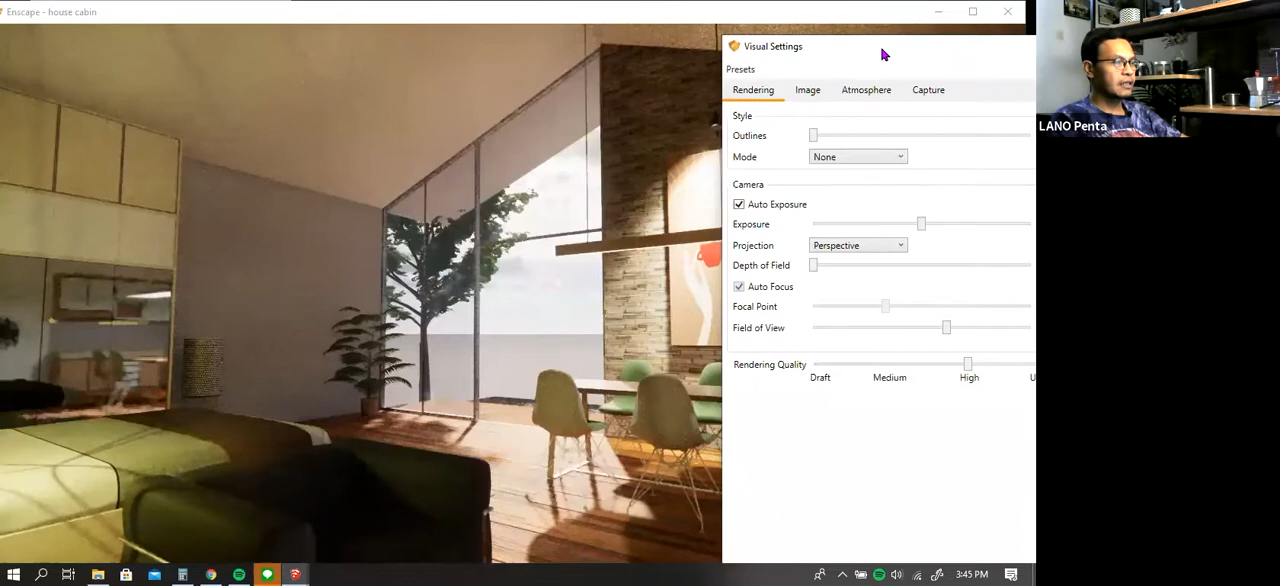 Enscape - house cabin
Visual Settings
LANO Penta
Presets
Rendering Image Atmosphere Capture
Style
Outlines
Mode None
Camera
Auto Exposure
Exposure
Projection Perspective
Depth of Field
Auto Focus
Focal Point
Field of View
Rendering Quality
Draft Medium High U
3:45 PM